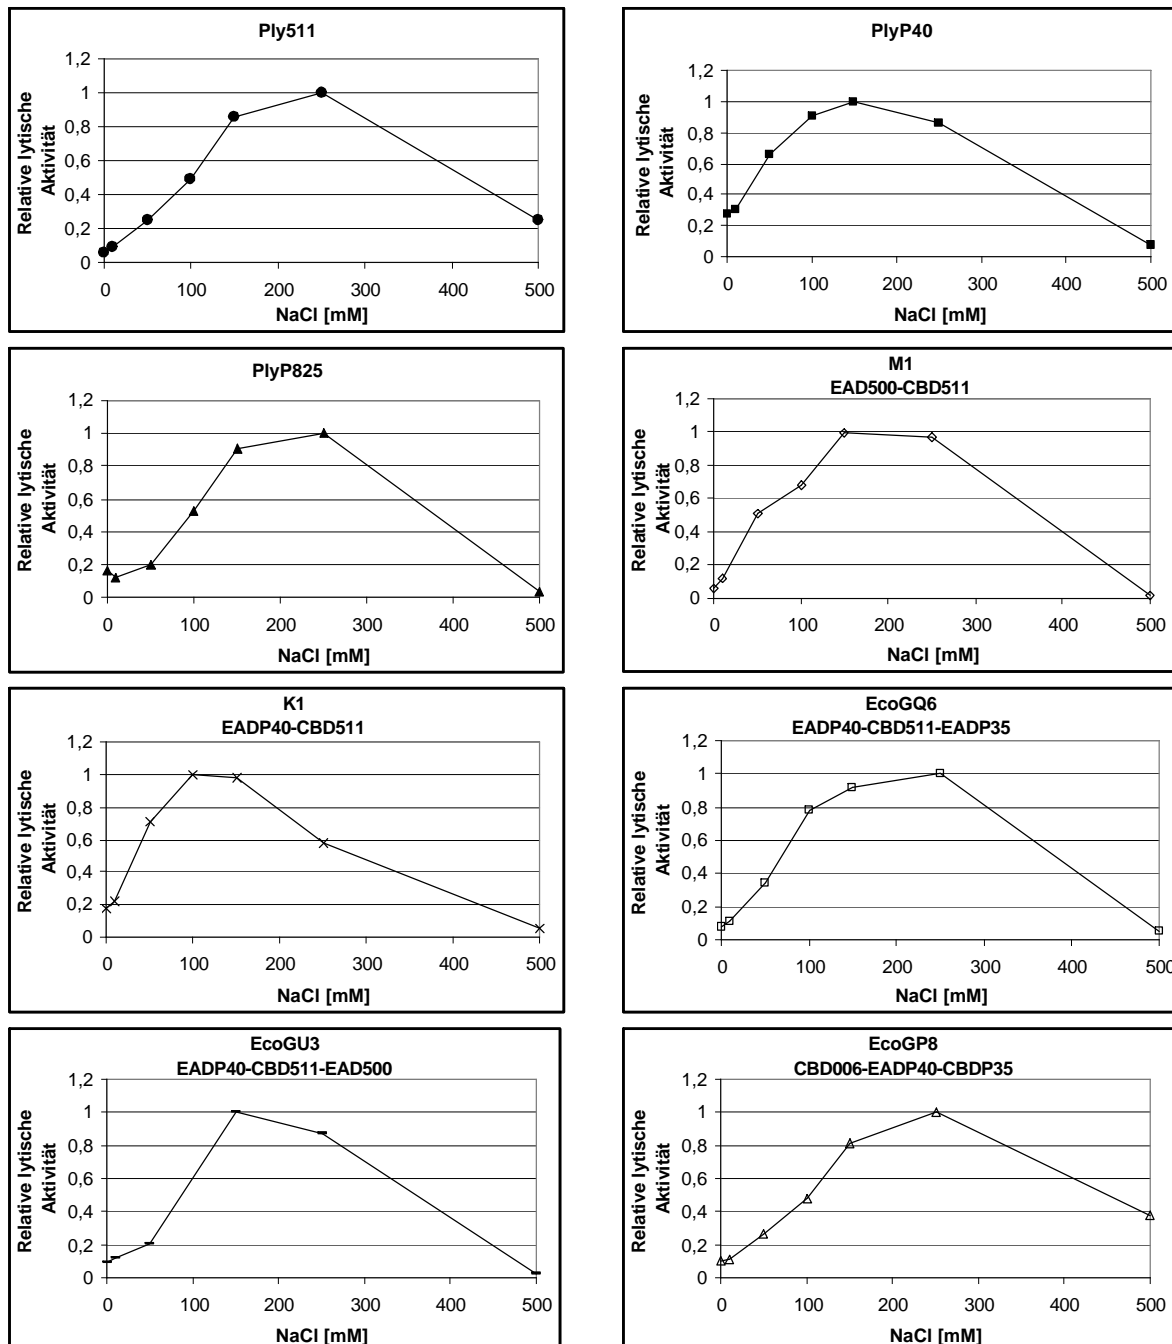 Ply511
Relative lytische
Aktivität
1,2
1
0,8
0,6
0,4
0,2
0
0 100 200 300 400 500
NaCl [mM]
PlyP40
Relative lytische
Aktivität
1,2
1
0,8
0,6
0,4
0,2
0
0 100 200 300 400 500
NaCl [mM]
PlyP825
Relative lytische
Aktivität
1,2
1
0,8
0,6
0,4
0,2
0
0 100 200 300 400 500
NaCl [mM]
M1
EAD500-CBD511
Relative lytische
Aktivität
1,2
1
0,8
0,6
0,4
0,2
0
0 100 200 300 400 500
NaCl [mM]
K1
EADP40-CBD511
Relative lytische
Aktivität
1,2
1
0,8
0,6
0,4
0,2
0
0 100 200 300 400 500
NaCl [mM]
EcoGQ6
EADP40-CBD511-EADP35
Relative lytische
Aktivität
1,2
1
0,8
0,6
0,4
0,2
0
0 100 200 300 400 500
NaCl [mM]
EcoGU3
EADP40-CBD511-EAD500
Relative lytische
Aktivität
1,2
1
0,8
0,6
0,4
0,2
0
0 100 200 300 400 500
NaCl [mM]
EcoGP8
CBD006-EADP40-CBDP35
Relative lytische
Aktivität
1,2
1
0,8
0,6
0,4
0,2
0
0 100 200 300 400 500
NaCl [mM]